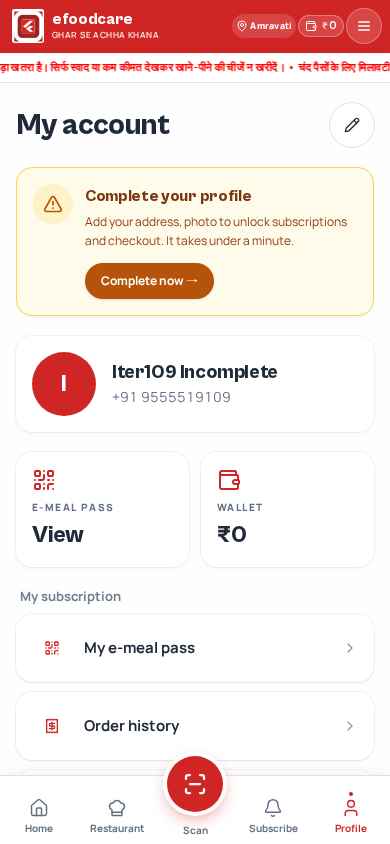 efoodcare
GHAR SE ACHHA KHANA
Amravati
₹0
खतरा है। सिर्फ स्वाद या कम कीमत देखकर खाने-पीने की चीजें न खरीदें। • चंद पैसों के लिए
My account
Complete your profile
Add your address, photo to unlock subscriptions
and checkout. It takes under a minute.
Complete now →
I
Iter109 Incomplete
+91 9555519109
E-MEAL PASS
View
WALLET
₹0
My subscription
My e-meal pass
Order history
Home
Restaurant
Scan
Subscribe
Profile